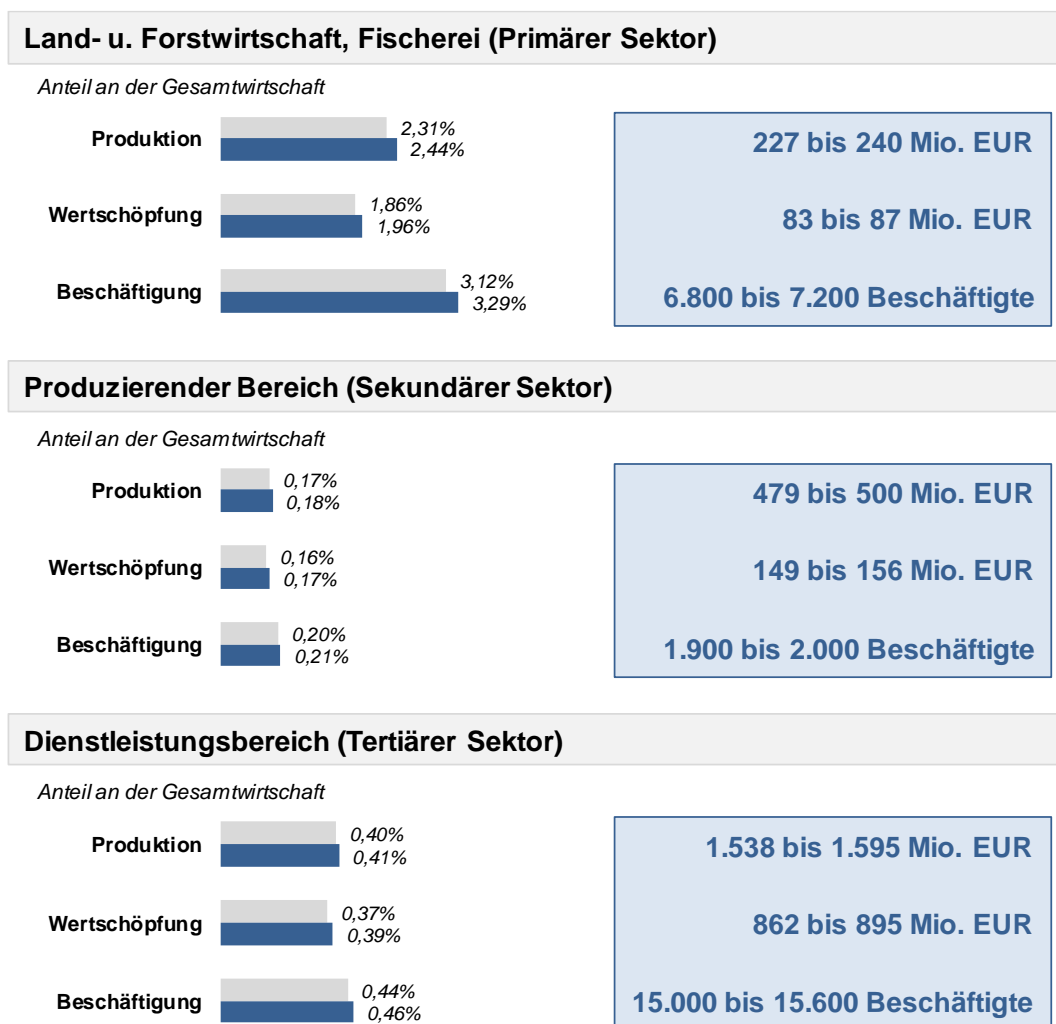 Land- u. Forstwirtschaft, Fischerei (Primärer Sektor)
Anteil an der Gesamtwirtschaft
Produktion
2,31%
2,44%
227 bis 240 Mio. EUR
Wertschöpfung
1,86%
1,96%
83 bis 87 Mio. EUR
Beschäftigung
3,12%
3,29%
6.800 bis 7.200 Beschäftigte
Produzierender Bereich (Sekundärer Sektor)
Anteil an der Gesamtwirtschaft
Produktion
0,17%
0,18%
479 bis 500 Mio. EUR
Wertschöpfung
0,16%
0,17%
149 bis 156 Mio. EUR
Beschäftigung
0,20%
0,21%
1.900 bis 2.000 Beschäftigte
Dienstleistungsbereich (Tertiärer Sektor)
Anteil an der Gesamtwirtschaft
Produktion
0,40%
0,41%
1.538 bis 1.595 Mio. EUR
Wertschöpfung
0,37%
0,39%
862 bis 895 Mio. EUR
Beschäftigung
0,44%
0,46%
15.000 bis 15.600 Beschäftigte